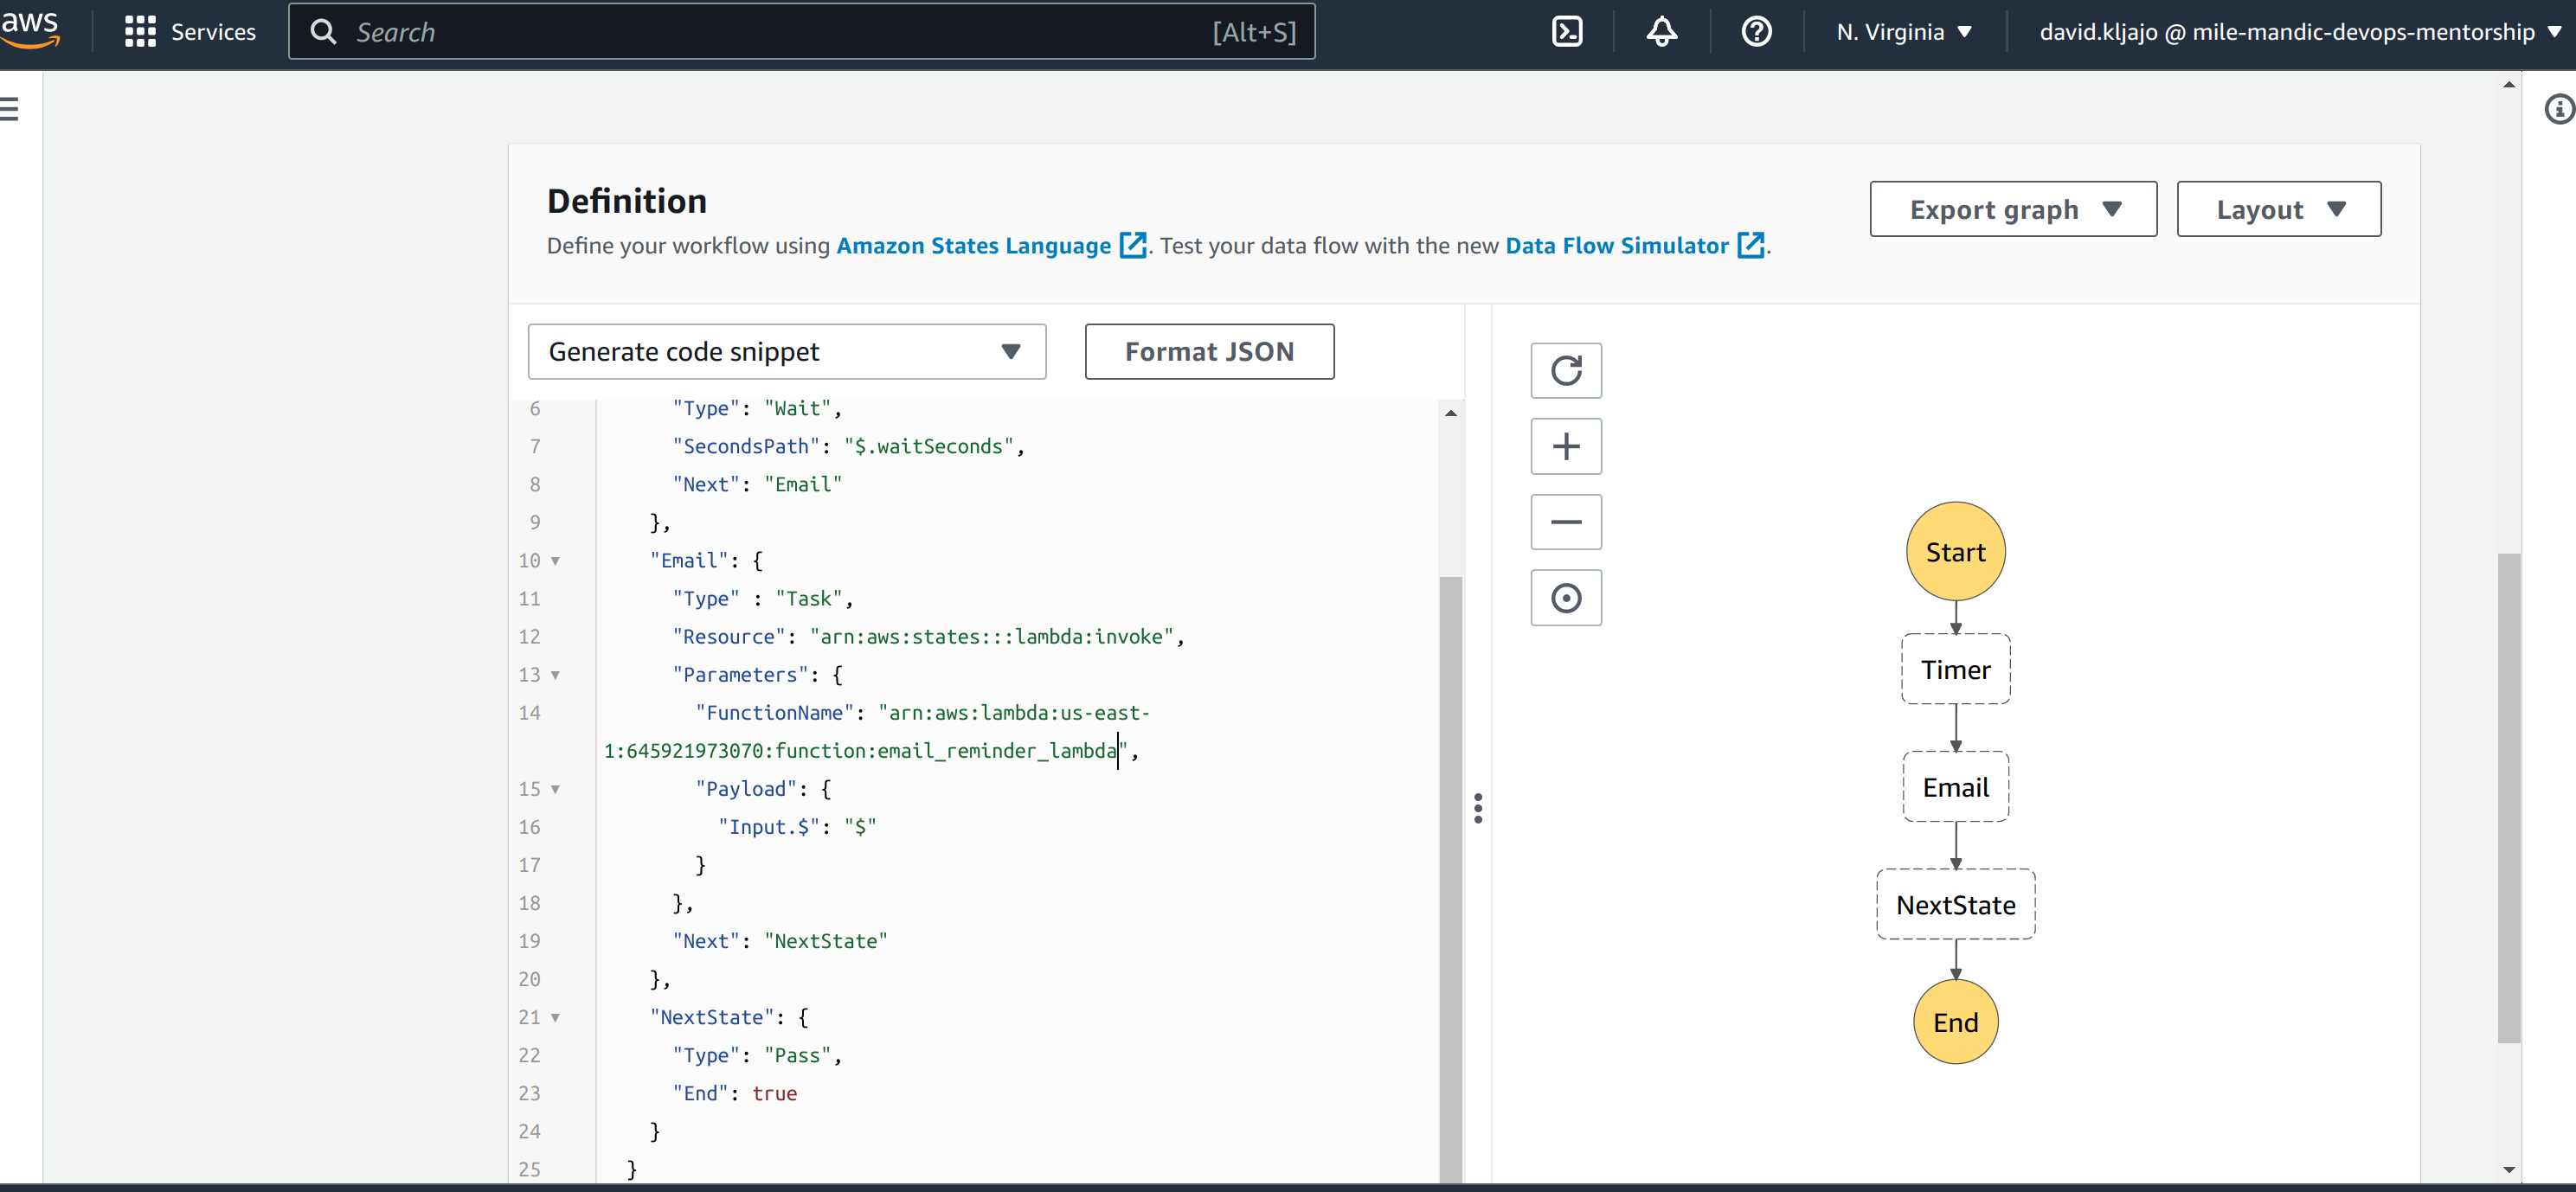 aws
Services
Search
[Alt+S]
N. Virginia
david.kljajo @ mile-mandic-devops-mentorship
Definition
Define your workflow using Amazon States Language. Test your data flow with the new Data Flow Simulator.
Export graph
Layout
Generate code snippet
Format JSON
6 "Type": "Wait",
7 "SecondsPath": "$.waitSeconds",
8 "Next": "Email"
9 },
10 "Email": {
11 "Type" : "Task",
12 "Resource": "arn:aws:states:::lambda:invoke",
13 "Parameters": {
14 "FunctionName": "arn:aws:lambda:us-east-
1:645921973070:function:email_reminder_lambda",
15 "Payload": {
16 "Input.$": "$"
17 }
18 },
19 "Next": "NextState"
20 },
21 "NextState": {
22 "Type": "Pass",
23 "End": true
24 }
25 }
Start
Timer
Email
NextState
End